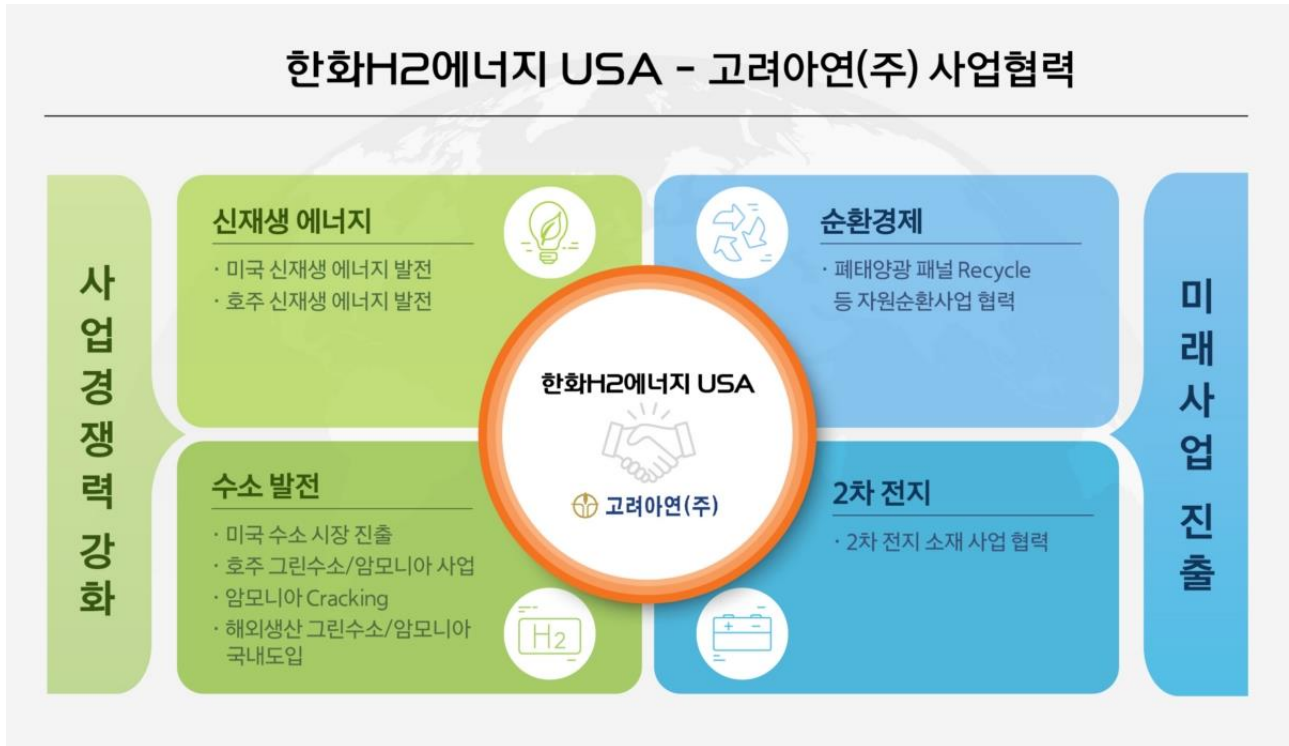 한화H2에너지 USA - 고려아연(주) 사업협력
사업경쟁력 강화
신재생 에너지
· 미국 신재생 에너지 발전
· 호주 신재생 에너지 발전
순환경제
· 폐태양광 패널 Recycle
등 자원순환사업 협력
미래사업 진출
한화H2에너지 USA
고려아연(주)
수소 발전
· 미국 수소 시장 진출
· 호주 그린수소/암모니아 사업
· 암모니아 Cracking
· 해외생산 그린수소/암모니아
국내도입
H2
2차 전지
· 2차 전지 소재 사업 협력